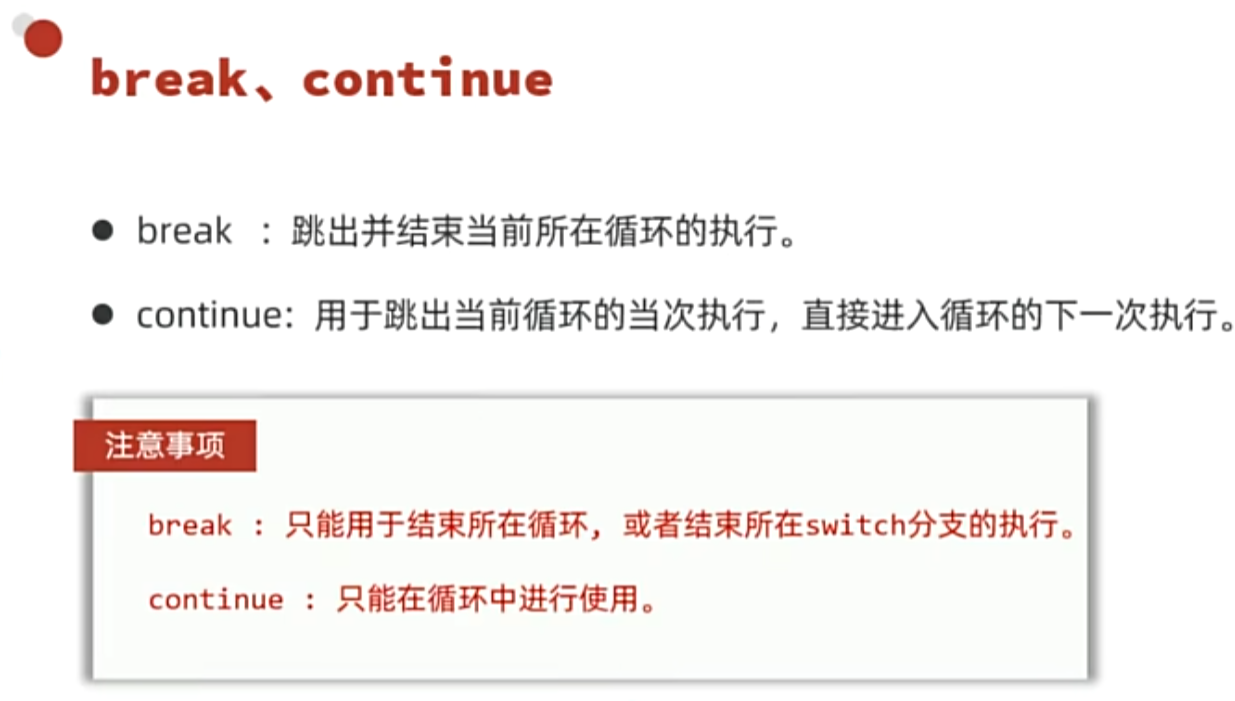 break、continue
break ：跳出并结束当前所在循环的执行。
continue：用于跳出当前循环的当次执行，直接进入循环的下一次执行。
注意事项
break : 只能用于结束所在循环, 或者结束所在switch分支的执行。
continue : 只能在循环中进行使用。